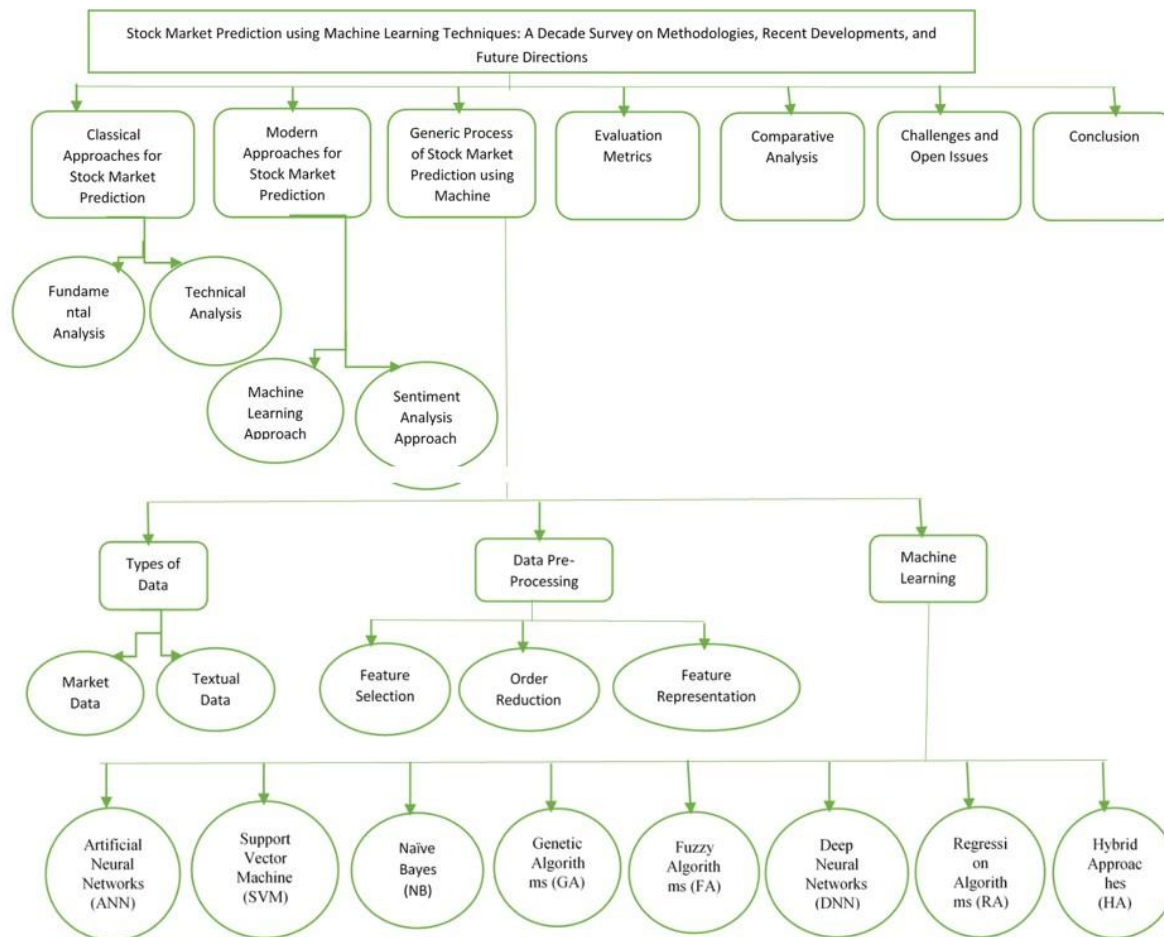 Stock Market Prediction using Machine Learning Techniques: A Decade Survey on Methodologies, Recent Developments, and
Future Directions
Classical
Approaches for
Stock Market
Prediction
Modern
Approaches for
Stock Market
Prediction
Generic Process
of Stock Market
Prediction using
Machine
Evaluation
Metrics
Comparative
Analysis
Challenges and
Open Issues
Conclusion
Fundame
ntal
Analysis
Technical
Analysis
Machine
Learning
Approach
Sentiment
Analysis
Approach
Types of
Data
Data Pre-
Processing
Machine
Learning
Market
Data
Textual
Data
Feature
Selection
Order
Reduction
Feature
Representation
Artificial
Neural
Networks
(ANN)
Support
Vector
Machine
(SVM)
Naïve
Bayes
(NB)
Genetic
Algorith
ms (GA)
Fuzzy
Algorith
ms (FA)
Deep
Neural
Networks
(DNN)
Regressi
on
Algorith
ms (RA)
Hybrid
Approac
hes
(HA)